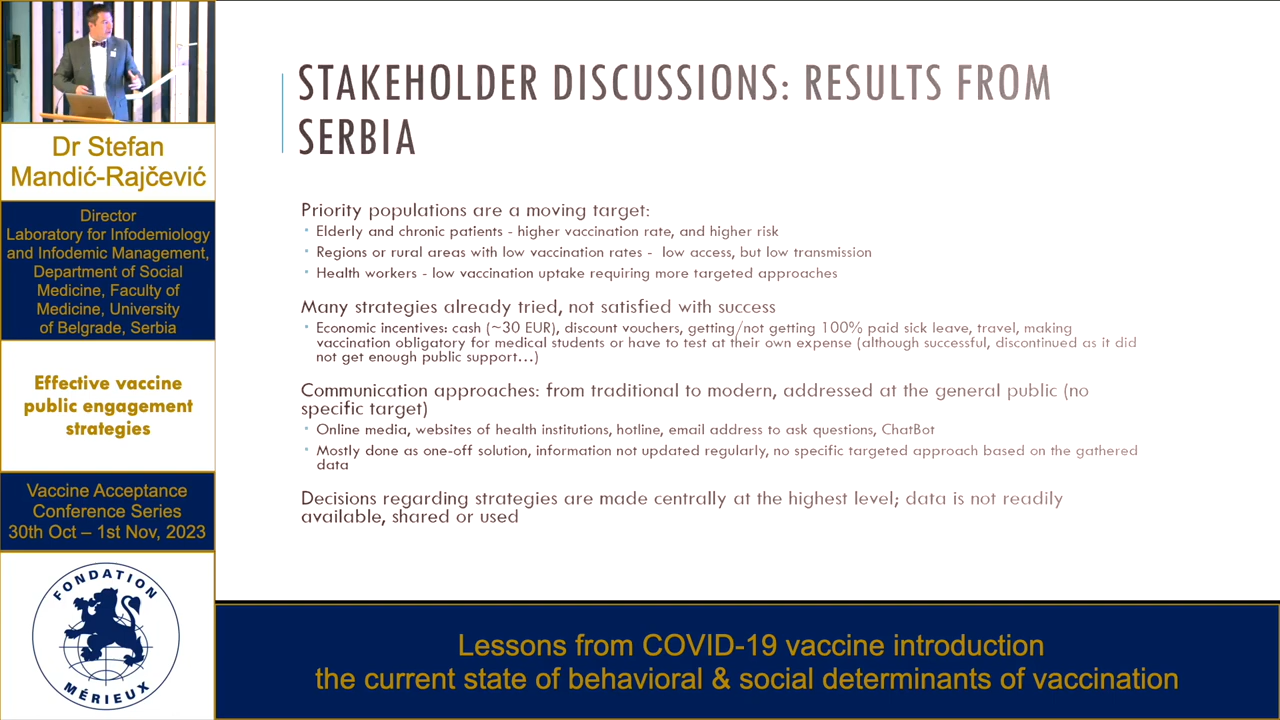 Dr Stefan
Mandić-Rajčević
Director
Laboratory for Infodemiology
and Infodemic Management,
Department of Social
Medicine, Faculty of
Medicine, University
of Belgrade, Serbia
Effective vaccine
public engagement
strategies
Vaccine Acceptance
Conference Series
30th Oct – 1st Nov, 2023
FONDATION
MÉRIEUX
STAKEHOLDER DISCUSSIONS: RESULTS FROM
SERBIA
Priority populations are a moving target:
• Elderly and chronic patients - higher vaccination rate, and higher risk
• Regions or rural areas with low vaccination rates - low access, but low transmission
• Health workers - low vaccination uptake requiring more targeted approaches
Many strategies already tried, not satisfied with success
• Economic incentives: cash (~30 EUR), discount vouchers, getting/not getting 100% paid sick leave, travel, making
vaccination obligatory for medical students or have to test at their own expense (although successful, discontinued as it did
not get enough public support...)
Communication approaches: from traditional to modern, addressed at the general public (no
specific target)
• Online media, websites of health institutions, hotline, email address to ask questions, ChatBot
• Mostly done as one-off solution, information not updated regularly, no specific targeted approach based on the gathered
data
Decisions regarding strategies are made centrally at the highest level; data is not readily
available, shared or used
Lessons from COVID-19 vaccine introduction
the current state of behavioral & social determinants of vaccination